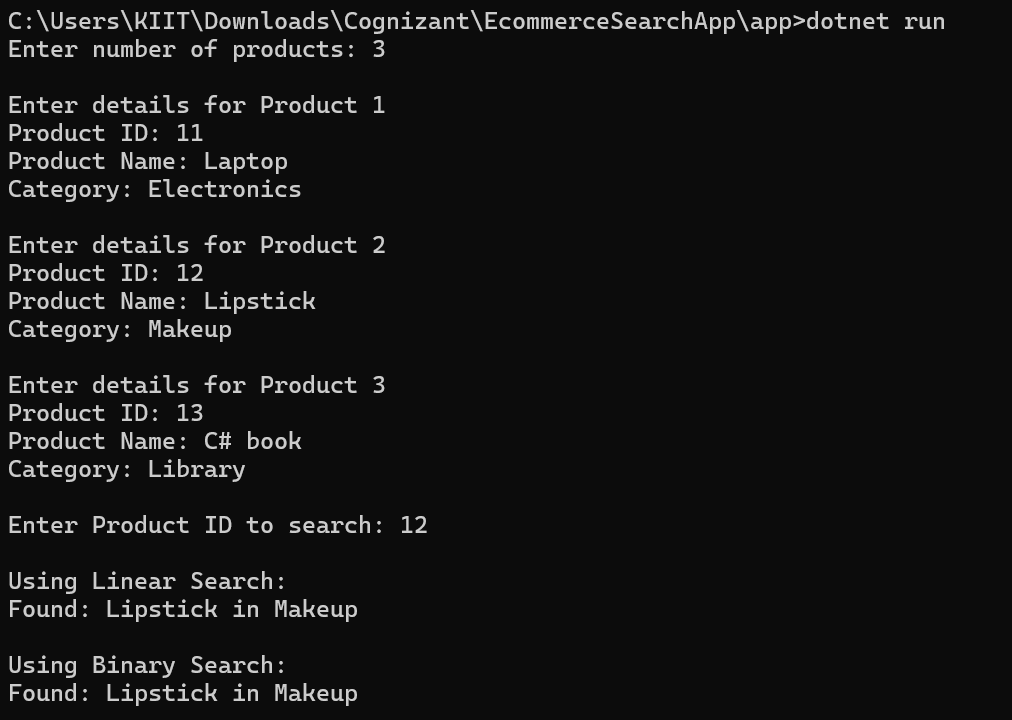 C:\Users\KIIT\Downloads\Cognizant\EcommerceSearchApp\app>dotnet run
Enter number of products: 3
Enter details for Product 1
Product ID: 11
Product Name: Laptop
Category: Electronics
Enter details for Product 2
Product ID: 12
Product Name: Lipstick
Category: Makeup
Enter details for Product 3
Product ID: 13
Product Name: C# book
Category: Library
Enter Product ID to search: 12
Using Linear Search:
Found: Lipstick in Makeup
Using Binary Search:
Found: Lipstick in Makeup